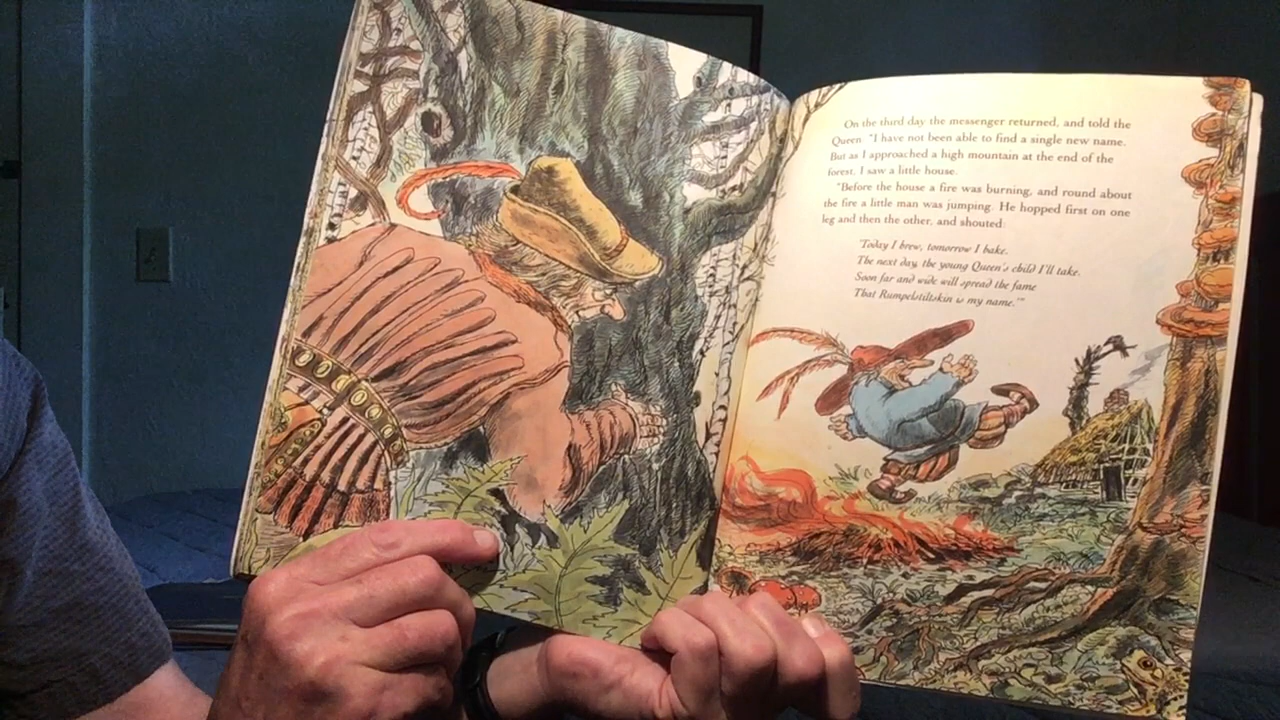 On the third day the messenger returned, and told the
Queen: "I have not been able to find a single new name.
But as I approached a high mountain at the end of the
forest, I saw a little house.
"Before the house a fire was burning, and round about
the fire a little man was jumping. He hopped first on one
leg and then the other, and shouted:
'Today I brew, tomorrow I bake.
The next day, the young Queen's child I'll take.
Soon far and wide will spread the fame
That Rumpelstiltskin is my name.'"